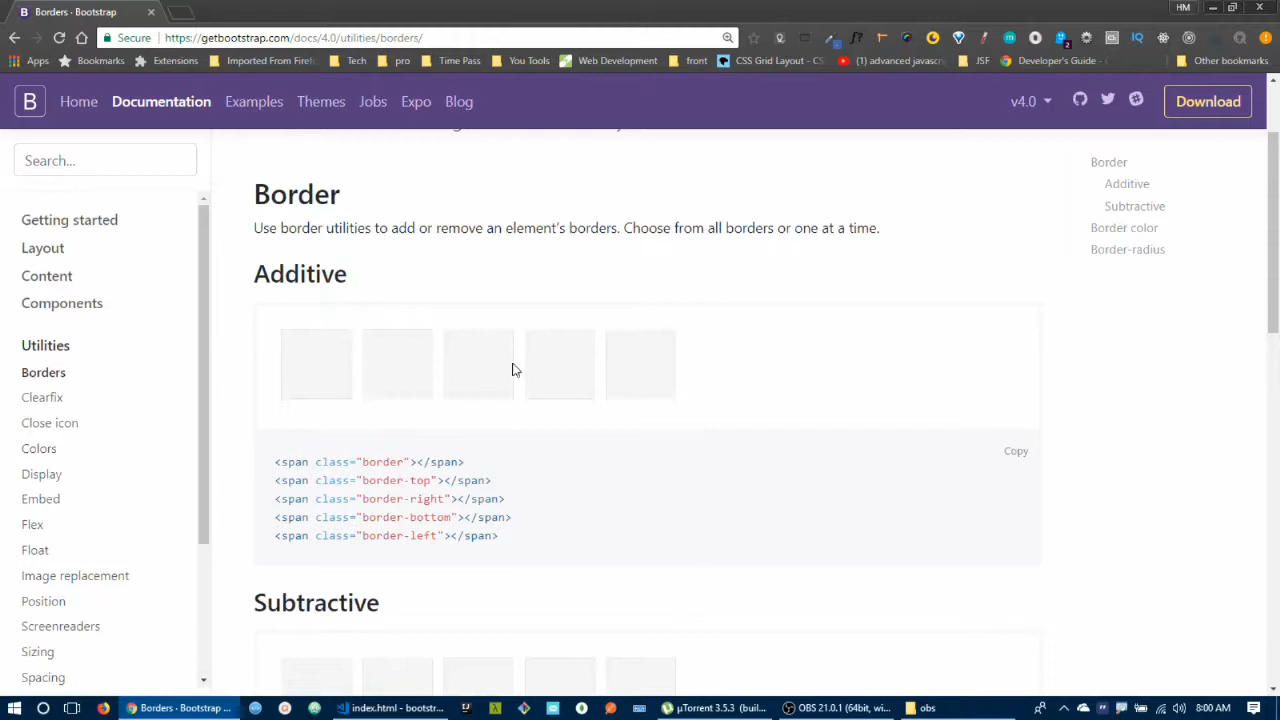 Borders · Bootstrap
HM
Secure
https://getbootstrap.com/docs/4.0/utilities/borders/
Apps
Bookmarks
Extensions
Imported From Firef
Tech
pro
Time Pass
You Tools
Web Development
front
CSS Grid Layout - CS
(1) advanced javascr
JSF
Developer's Guide -
Other bookmarks
B
Home
Documentation
Examples
Themes
Jobs
Expo
Blog
v4.0
Download
Search...
Getting started
Layout
Content
Components
Utilities
Borders
Clearfix
Close icon
Colors
Display
Embed
Flex
Float
Image replacement
Position
Screenreaders
Sizing
Spacing
Border
Use border utilities to add or remove an element's borders. Choose from all borders or one at a time.
Additive
Copy
<span class="border"></span>
<span class="border-top"></span>
<span class="border-right"></span>
<span class="border-bottom"></span>
<span class="border-left"></span>
Subtractive
Border
Additive
Subtractive
Border color
Border-radius
Borders · Bootstrap ...
index.html - bootstr...
µTorrent 3.5.3 (buil...
OBS 21.0.1 (64bit, wi...
obs
8:00 AM